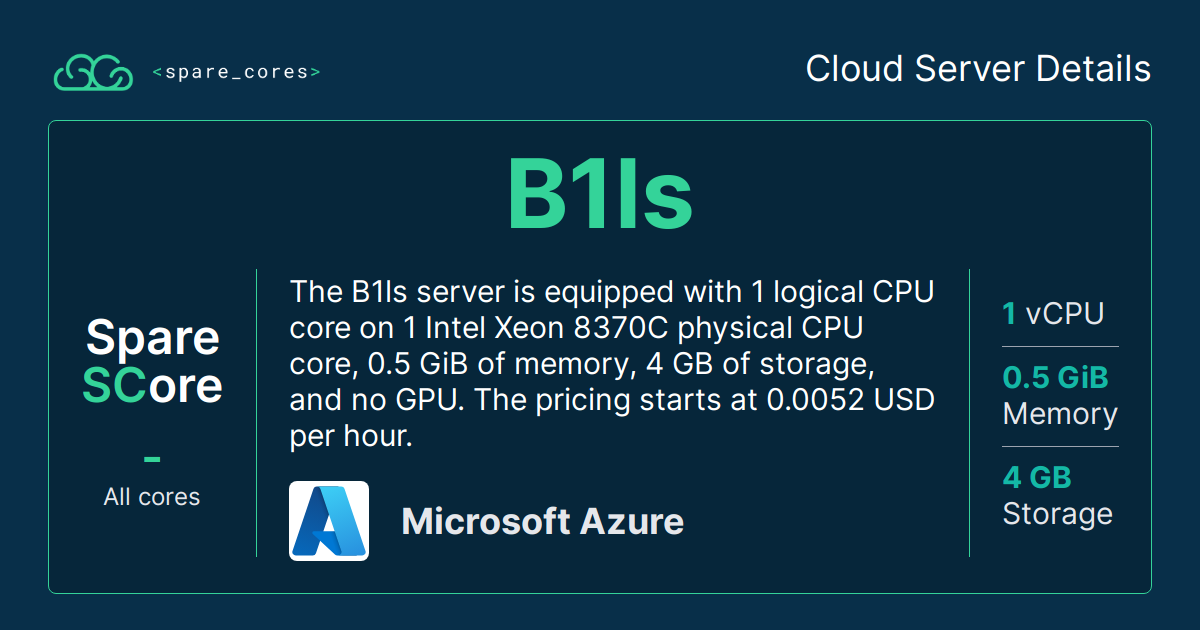 <spare_cores>
Cloud Server Details
B1ls
The B1ls server is equipped with 1 logical CPU
core on 1 Intel Xeon 8370C physical CPU
core, 0.5 GiB of memory, 4 GB of storage,
and no GPU. The pricing starts at 0.0052 USD
per hour.
Spare
SCore
-
All cores
Microsoft Azure
1 vCPU
0.5 GiB
Memory
4 GB
Storage